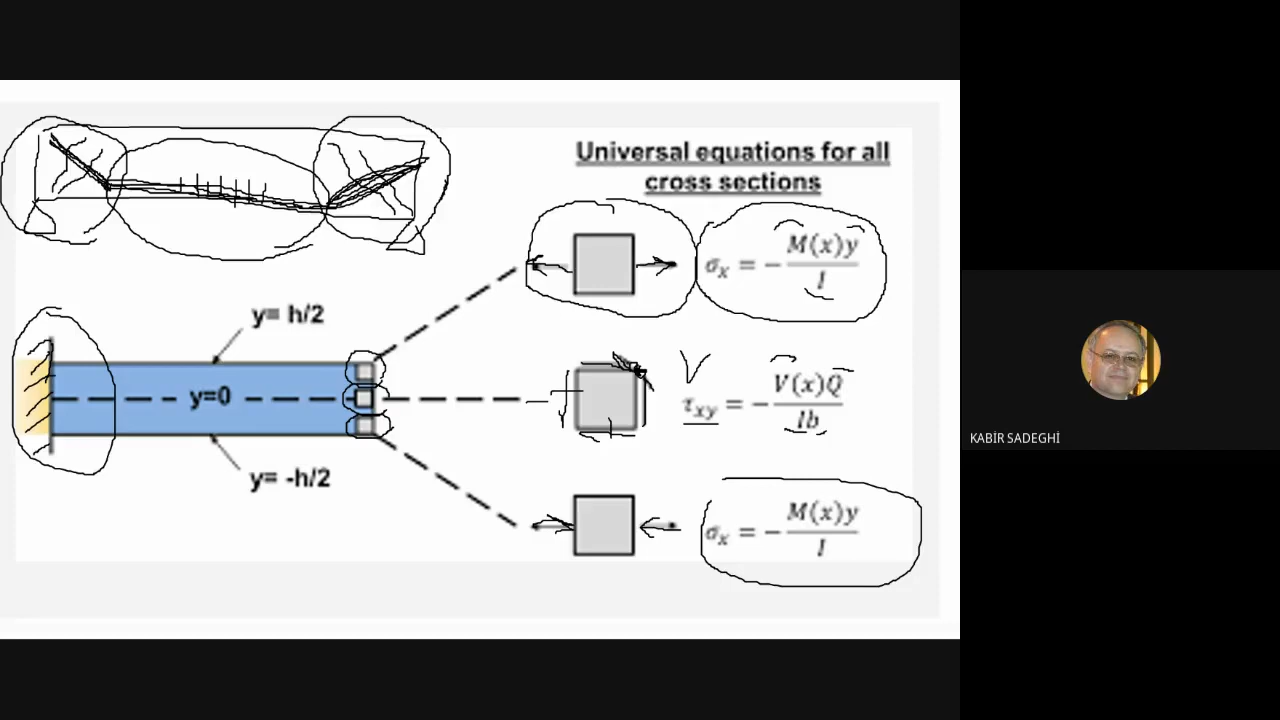 Universal equations for all
cross sections
σx = - M(x)y / I
y= h/2
V
y=0
τxy = - V(x)Q / Ib
KABİR SADEGHİ
y= -h/2
σx = - M(x)y / I